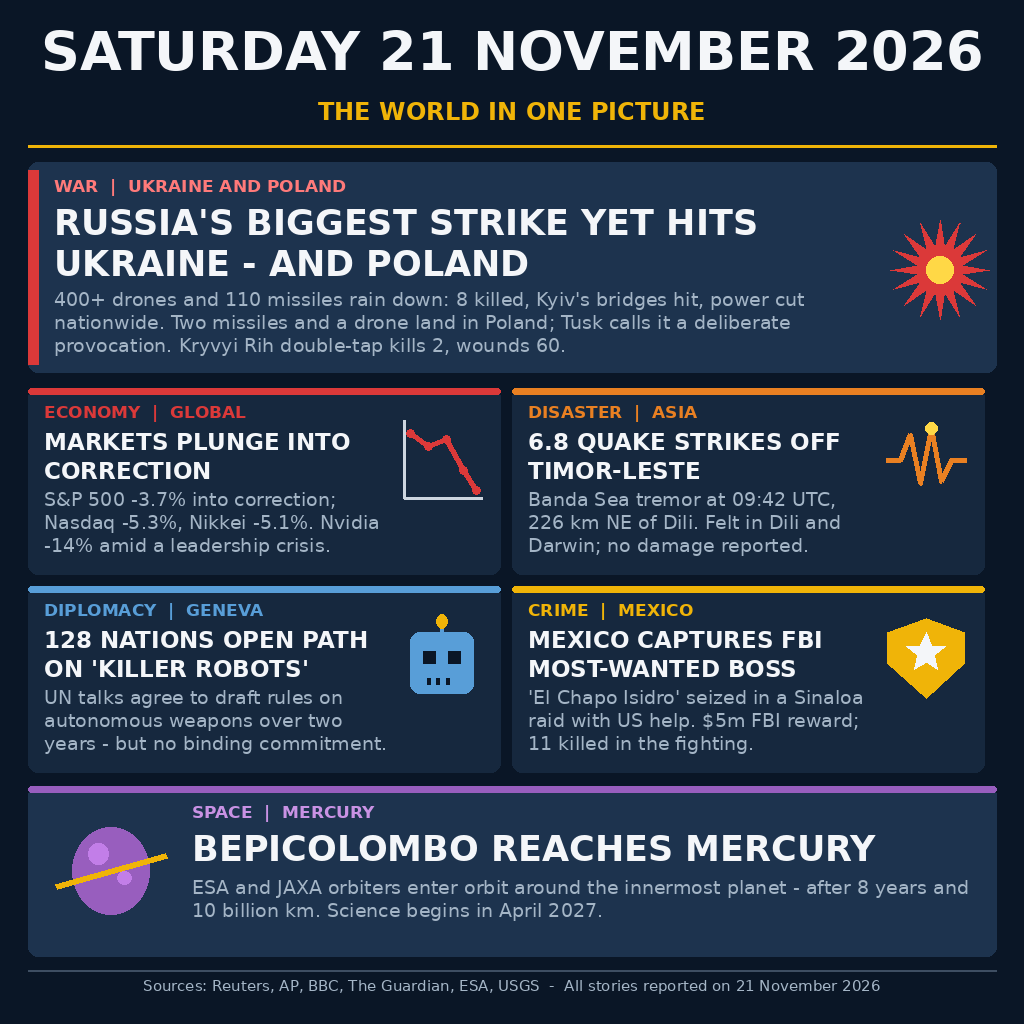 SATURDAY 21 NOVEMBER 2026
THE WORLD IN ONE PICTURE
WAR | UKRAINE AND POLAND
RUSSIA'S BIGGEST STRIKE YET HITS
UKRAINE - AND POLAND
400+ drones and 110 missiles rain down: 8 killed, Kyiv's bridges hit, power cut
nationwide. Two missiles and a drone land in Poland; Tusk calls it a deliberate
provocation. Kryvyi Rih double-tap kills 2, wounds 60.
ECONOMY | GLOBAL
MARKETS PLUNGE INTO
CORRECTION
S&P 500 -3.7% into correction;
Nasdaq -5.3%, Nikkei -5.1%. Nvidia
-14% amid a leadership crisis.
DISASTER | ASIA
6.8 QUAKE STRIKES OFF
TIMOR-LESTE
Banda Sea tremor at 09:42 UTC,
226 km NE of Dili. Felt in Dili and
Darwin; no damage reported.
DIPLOMACY | GENEVA
128 NATIONS OPEN PATH
ON 'KILLER ROBOTS'
UN talks agree to draft rules on
autonomous weapons over two
years - but no binding commitment.
CRIME | MEXICO
MEXICO CAPTURES FBI
MOST-WANTED BOSS
'El Chapo Isidro' seized in a Sinaloa
raid with US help. $5m FBI reward;
11 killed in the fighting.
SPACE | MERCURY
BEPICOLOMBO REACHES MERCURY
ESA and JAXA orbiters enter orbit around the innermost planet - after 8 years and
10 billion km. Science begins in April 2027.
Sources: Reuters, AP, BBC, The Guardian, ESA, USGS - All stories reported on 21 November 2026